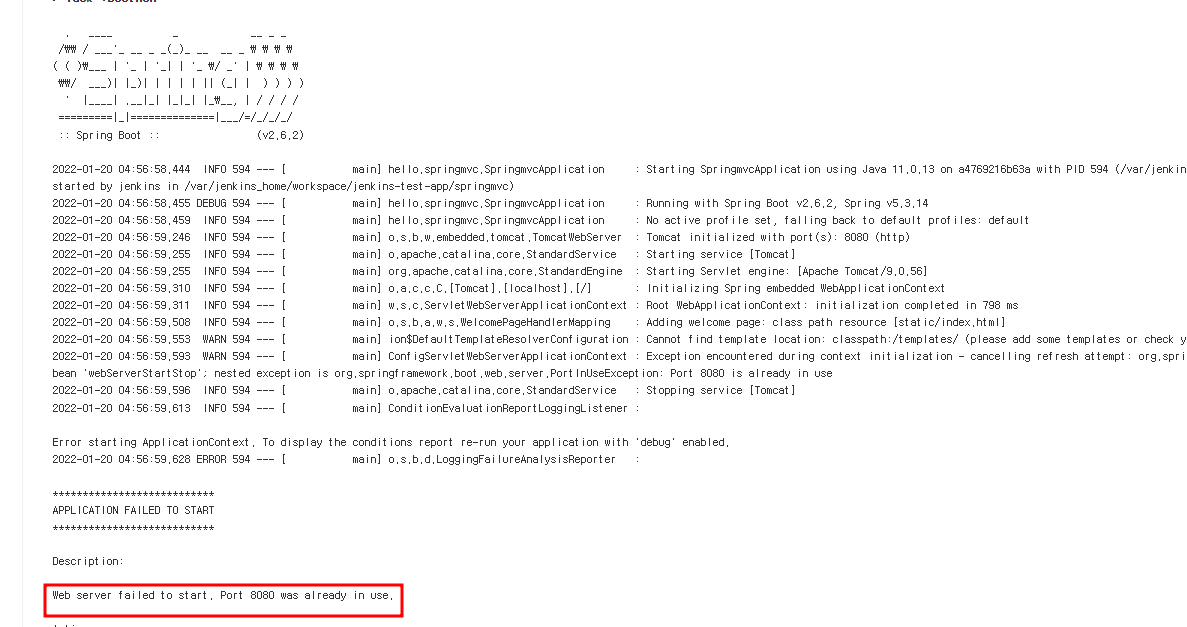 > Task :bootRun
  .   ____          _            __ _ _
 /₩₩ / ___'_ __ _ _(_)_ __  __ _ ₩ ₩ ₩ ₩
( ( )₩___ | '_ | '_| | '_ ₩/ _' | ₩ ₩ ₩ ₩
 ₩₩/  ___)| |_)| | | | | || (_| |  ) ) ) )
  '  |____| .__|_| |_|_| |_₩__, | / / / /
 =========|_|==============|___/=/_/_/_/
 :: Spring Boot ::                (v2.6.2)
2022-01-20 04:56:58.444  INFO 594 --- [           main] hello.springmvc.SpringmvcApplication     : Starting SpringmvcApplication using Java 11.0.13 on a4769216b63a with PID 594 (/var/jenkin
started by jenkins in /var/jenkins_home/workspace/jenkins-test-app/springmvc)
2022-01-20 04:56:58.455 DEBUG 594 --- [           main] hello.springmvc.SpringmvcApplication     : Running with Spring Boot v2.6.2, Spring v5.3.14
2022-01-20 04:56:58.459  INFO 594 --- [           main] hello.springmvc.SpringmvcApplication     : No active profile set, falling back to default profiles: default
2022-01-20 04:56:59.246  INFO 594 --- [           main] o.s.b.w.embedded.tomcat.TomcatWebServer  : Tomcat initialized with port(s): 8080 (http)
2022-01-20 04:56:59.255  INFO 594 --- [           main] o.apache.catalina.core.StandardService   : Starting service [Tomcat]
2022-01-20 04:56:59.255  INFO 594 --- [           main] org.apache.catalina.core.StandardEngine  : Starting Servlet engine: [Apache Tomcat/9.0.56]
2022-01-20 04:56:59.310  INFO 594 --- [           main] o.a.c.c.C.[Tomcat].[localhost].[/]       : Initializing Spring embedded WebApplicationContext
2022-01-20 04:56:59.311  INFO 594 --- [           main] w.s.c.ServletWebServerApplicationContext : Root WebApplicationContext: initialization completed in 798 ms
2022-01-20 04:56:59.508  INFO 594 --- [           main] o.s.b.a.w.s.WelcomePageHandlerMapping    : Adding welcome page: class path resource [static/index.html]
2022-01-20 04:56:59.553  WARN 594 --- [           main] ion$DefaultTemplateResolverConfiguration : Cannot find template location: classpath:/templates/ (please add some templates or check y
2022-01-20 04:56:59.593  WARN 594 --- [           main] ConfigServletWebServerApplicationContext : Exception encountered during context initialization - cancelling refresh attempt: org.spri
bean 'webServerStartStop'; nested exception is org.springframework.boot.web.server.PortInUseException: Port 8080 is already in use
2022-01-20 04:56:59.596  INFO 594 --- [           main] o.apache.catalina.core.StandardService   : Stopping service [Tomcat]
2022-01-20 04:56:59.613  INFO 594 --- [           main] ConditionEvaluationReportLoggingListener :
Error starting ApplicationContext. To display the conditions report re-run your application with 'debug' enabled.
2022-01-20 04:56:59.628 ERROR 594 --- [           main] o.s.b.d.LoggingFailureAnalysisReporter   :
***************************
APPLICATION FAILED TO START
***************************
Description:
Web server failed to start. Port 8080 was already in use.